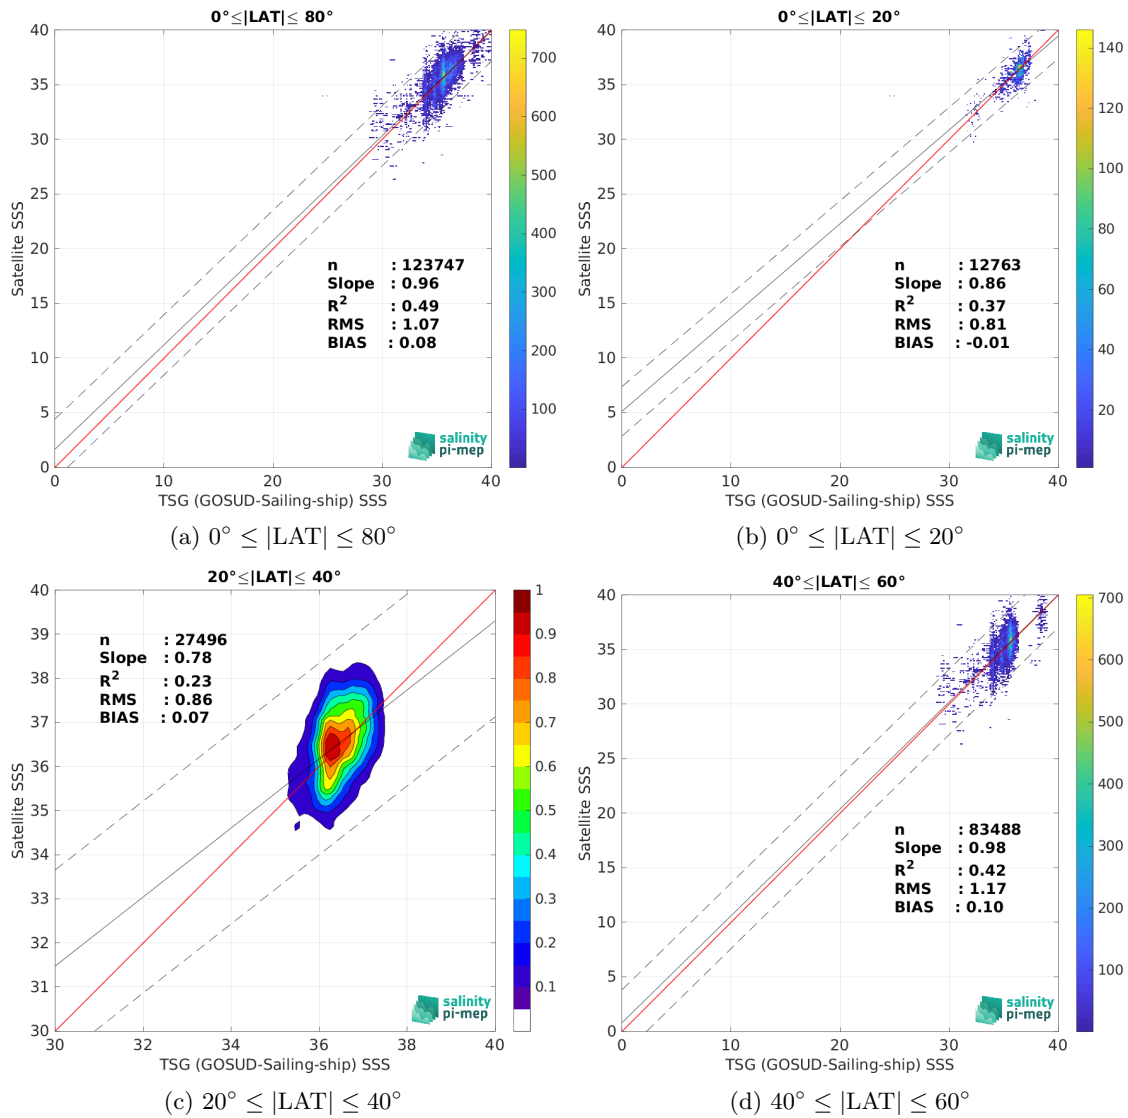 0°≤|LAT|≤ 80°
40
35
30
25
20
15
10
5
0
0 10 20 30 40
Satellite SSS
TSG (GOSUD-Sailing-ship) SSS
n : 123747
Slope : 0.96
R² : 0.49
RMS : 1.07
BIAS : 0.08
salinity
pi-mep
700
600
500
400
300
200
100
(a) 0° ≤ |LAT| ≤ 80°
0°≤|LAT|≤ 20°
40
35
30
25
20
15
10
5
0
0 10 20 30 40
Satellite SSS
TSG (GOSUD-Sailing-ship) SSS
n : 12763
Slope : 0.86
R² : 0.37
RMS : 0.81
BIAS : -0.01
salinity
pi-mep
140
120
100
80
60
40
20
(b) 0° ≤ |LAT| ≤ 20°
20°≤|LAT|≤ 40°
40
39
38
37
36
35
34
33
32
31
30
30 32 34 36 38 40
Satellite SSS
TSG (GOSUD-Sailing-ship) SSS
n : 27496
Slope : 0.78
R² : 0.23
RMS : 0.86
BIAS : 0.07
salinity
pi-mep
1
0.9
0.8
0.7
0.6
0.5
0.4
0.3
0.2
0.1
(c) 20° ≤ |LAT| ≤ 40°
40°≤|LAT|≤ 60°
40
35
30
25
20
15
10
5
0
0 10 20 30 40
Satellite SSS
TSG (GOSUD-Sailing-ship) SSS
n : 83488
Slope : 0.98
R² : 0.42
RMS : 1.17
BIAS : 0.10
salinity
pi-mep
700
600
500
400
300
200
100
(d) 40° ≤ |LAT| ≤ 60°